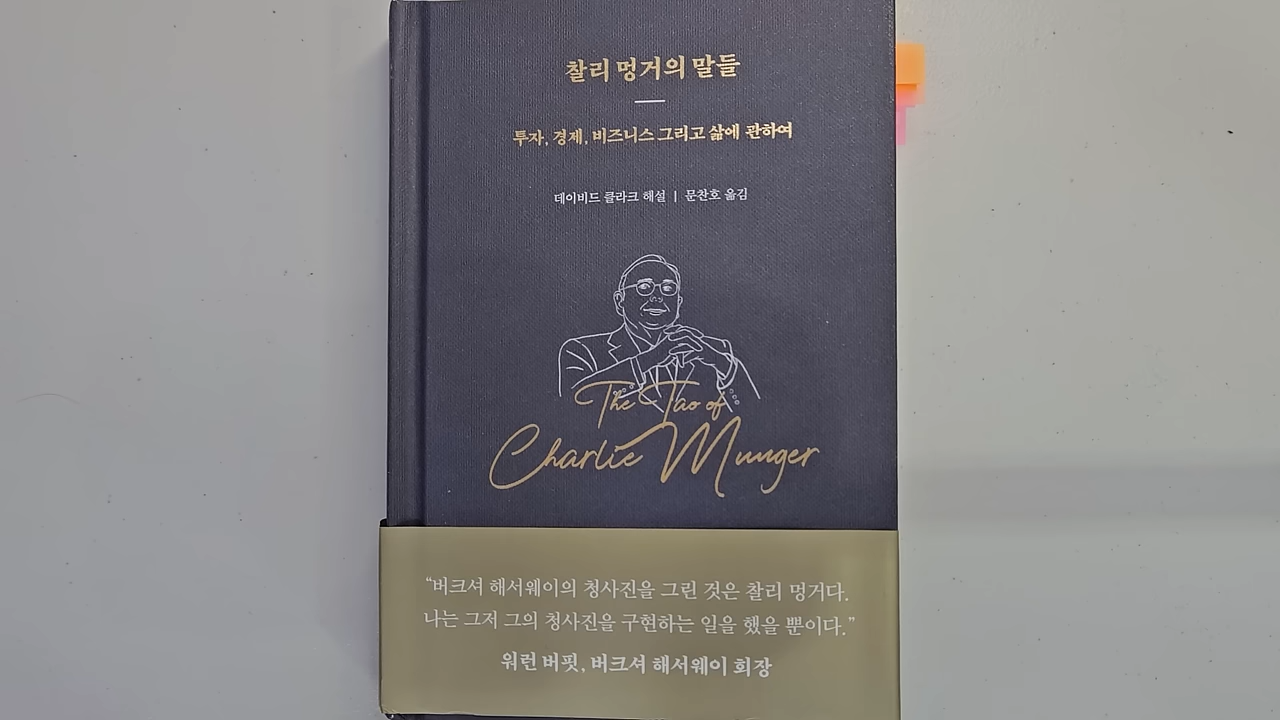 찰리 멍거의 말들
투자, 경제, 비즈니스 그리고 삶에 관하여
데이비드 클라크 해설 | 문찬호 옮김
The Tao of
Charlie Munger
“버크셔 해서웨이의 청사진을 그린 것은 찰리 멍거다.
나는 그저 그의 청사진을 구현하는 일을 했을 뿐이다.”
워런 버핏, 버크셔 해서웨이 회장